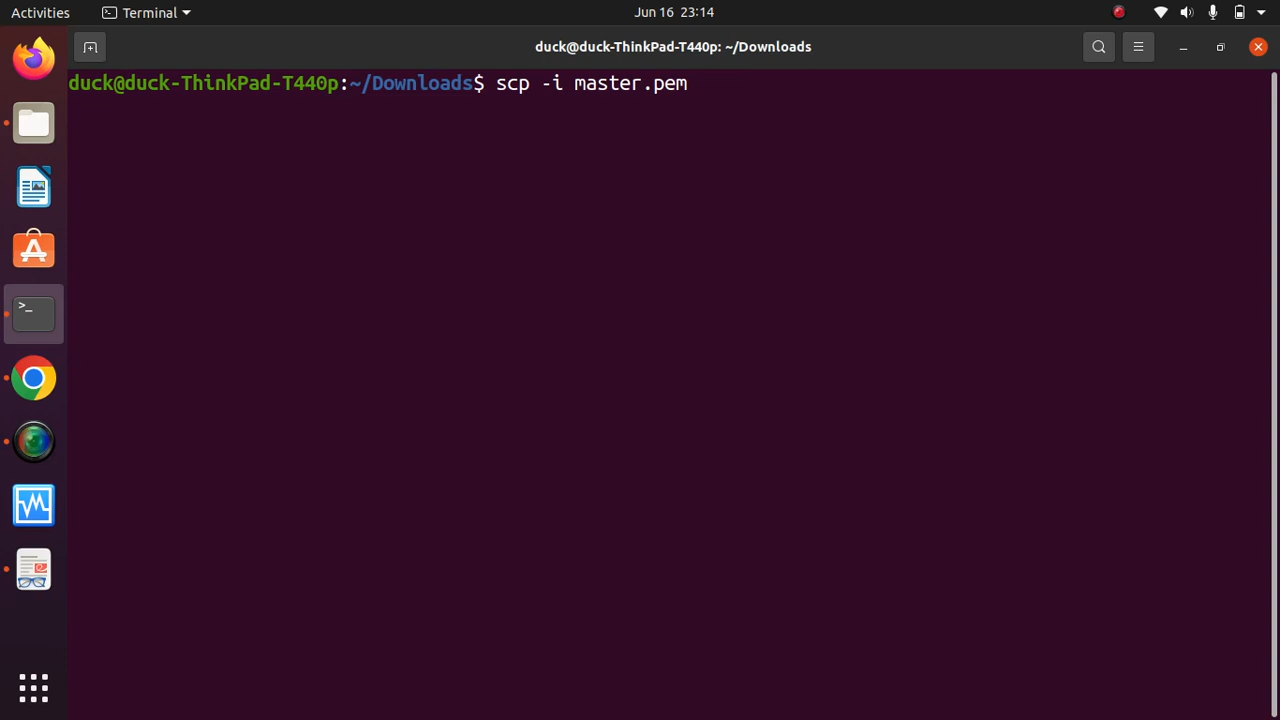 Activities Terminal Jun 16 23:14
duck@duck-ThinkPad-T440p: ~/Downloads
duck@duck-ThinkPad-T440p:~/Downloads$ scp -i master.pem
>_